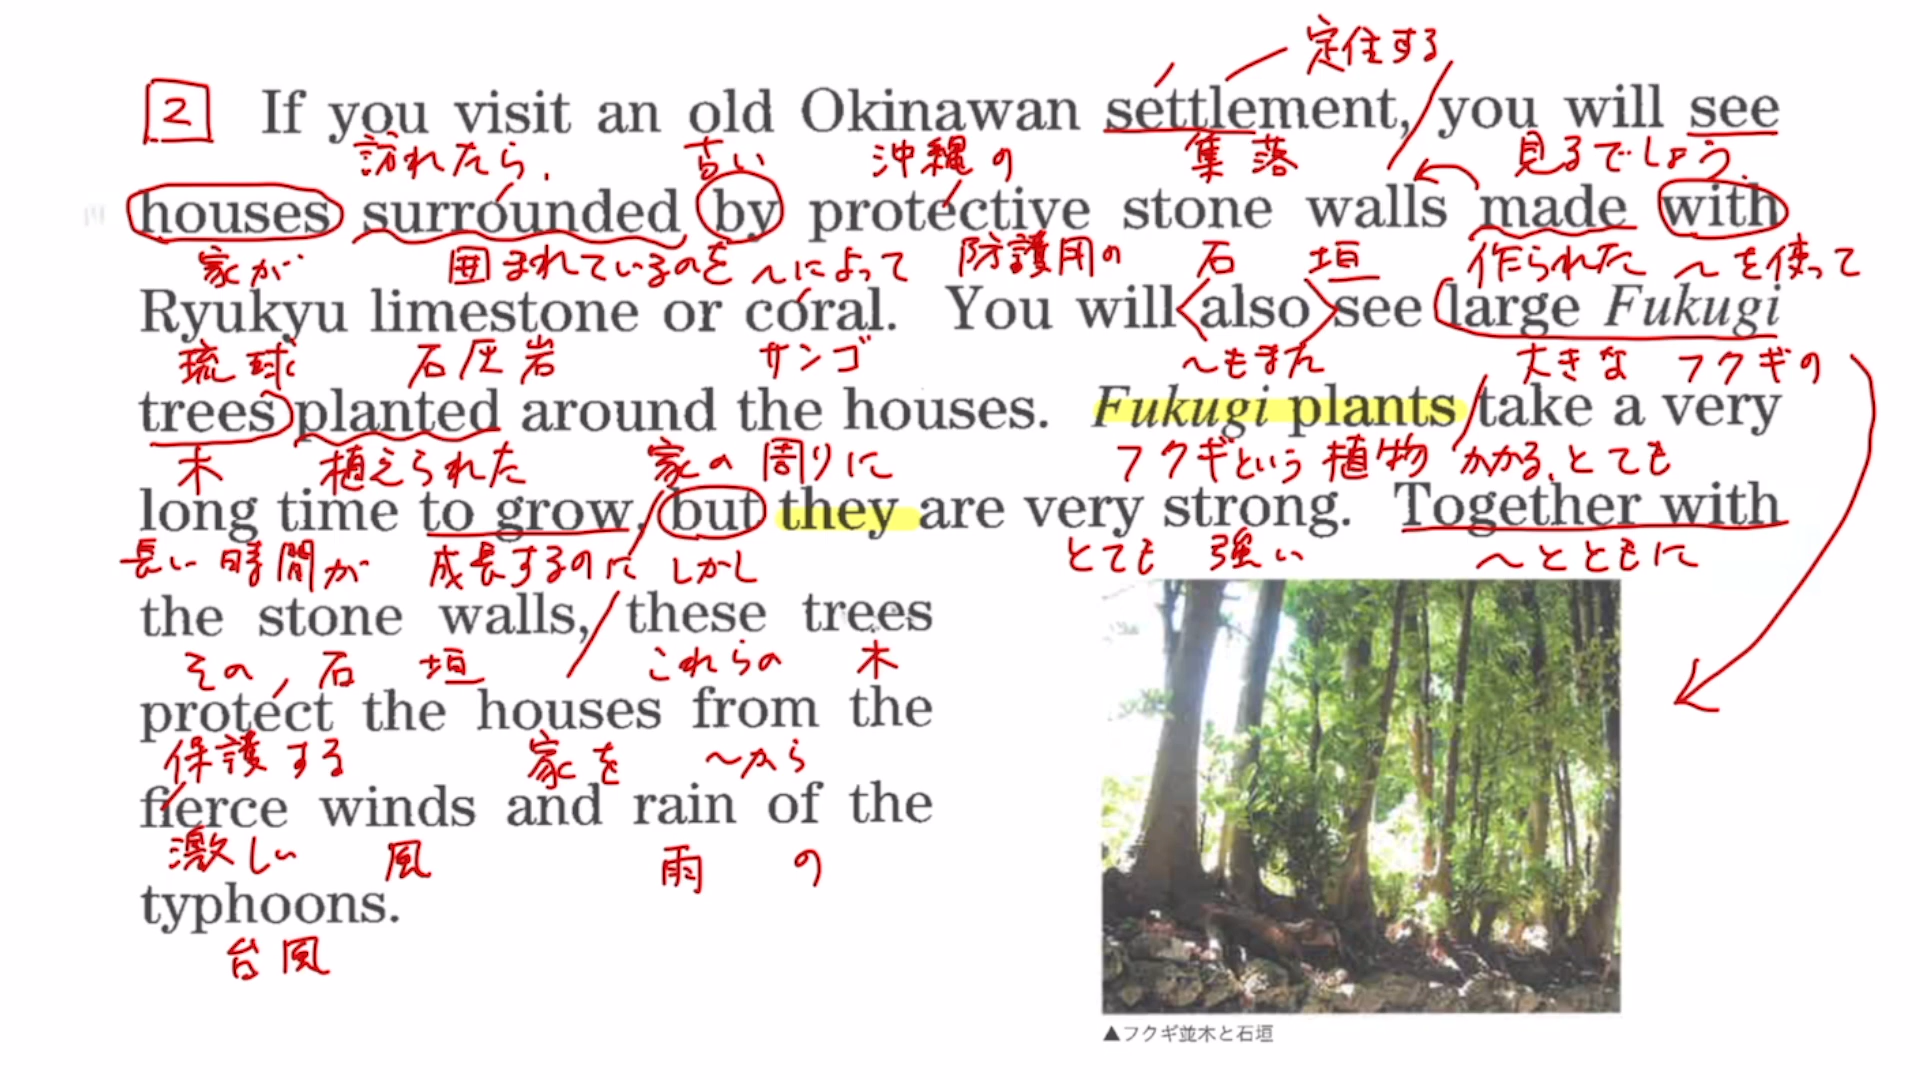 定住する
2 If you visit an old Okinawan settlement, you will see
訪れたら、 古い 沖縄の 集落 見るでしょう
houses surrounded by protective stone walls made with
家が 囲まれているのを 〜によって 防護用の 石 垣 作られた 〜を使って
Ryukyu limestone or coral. You will also see large Fukugi
琉球 石灰岩 サンゴ 〜もまた 大きな フクギの
trees planted around the houses. Fukugi plants take a very
木 植えられた 家の 周りに フクギという 植物 かかる、とても
long time to grow, but they are very strong. Together with
長い 時間が 成長するのに しかし とても 強い 〜とともに
the stone walls, these trees
その 石 垣 これらの 木
protect the houses from the
保護する 家を 〜から
fierce winds and rain of the
激しい 風 雨 の
typhoons.
台風
▲フクギ並木と石垣